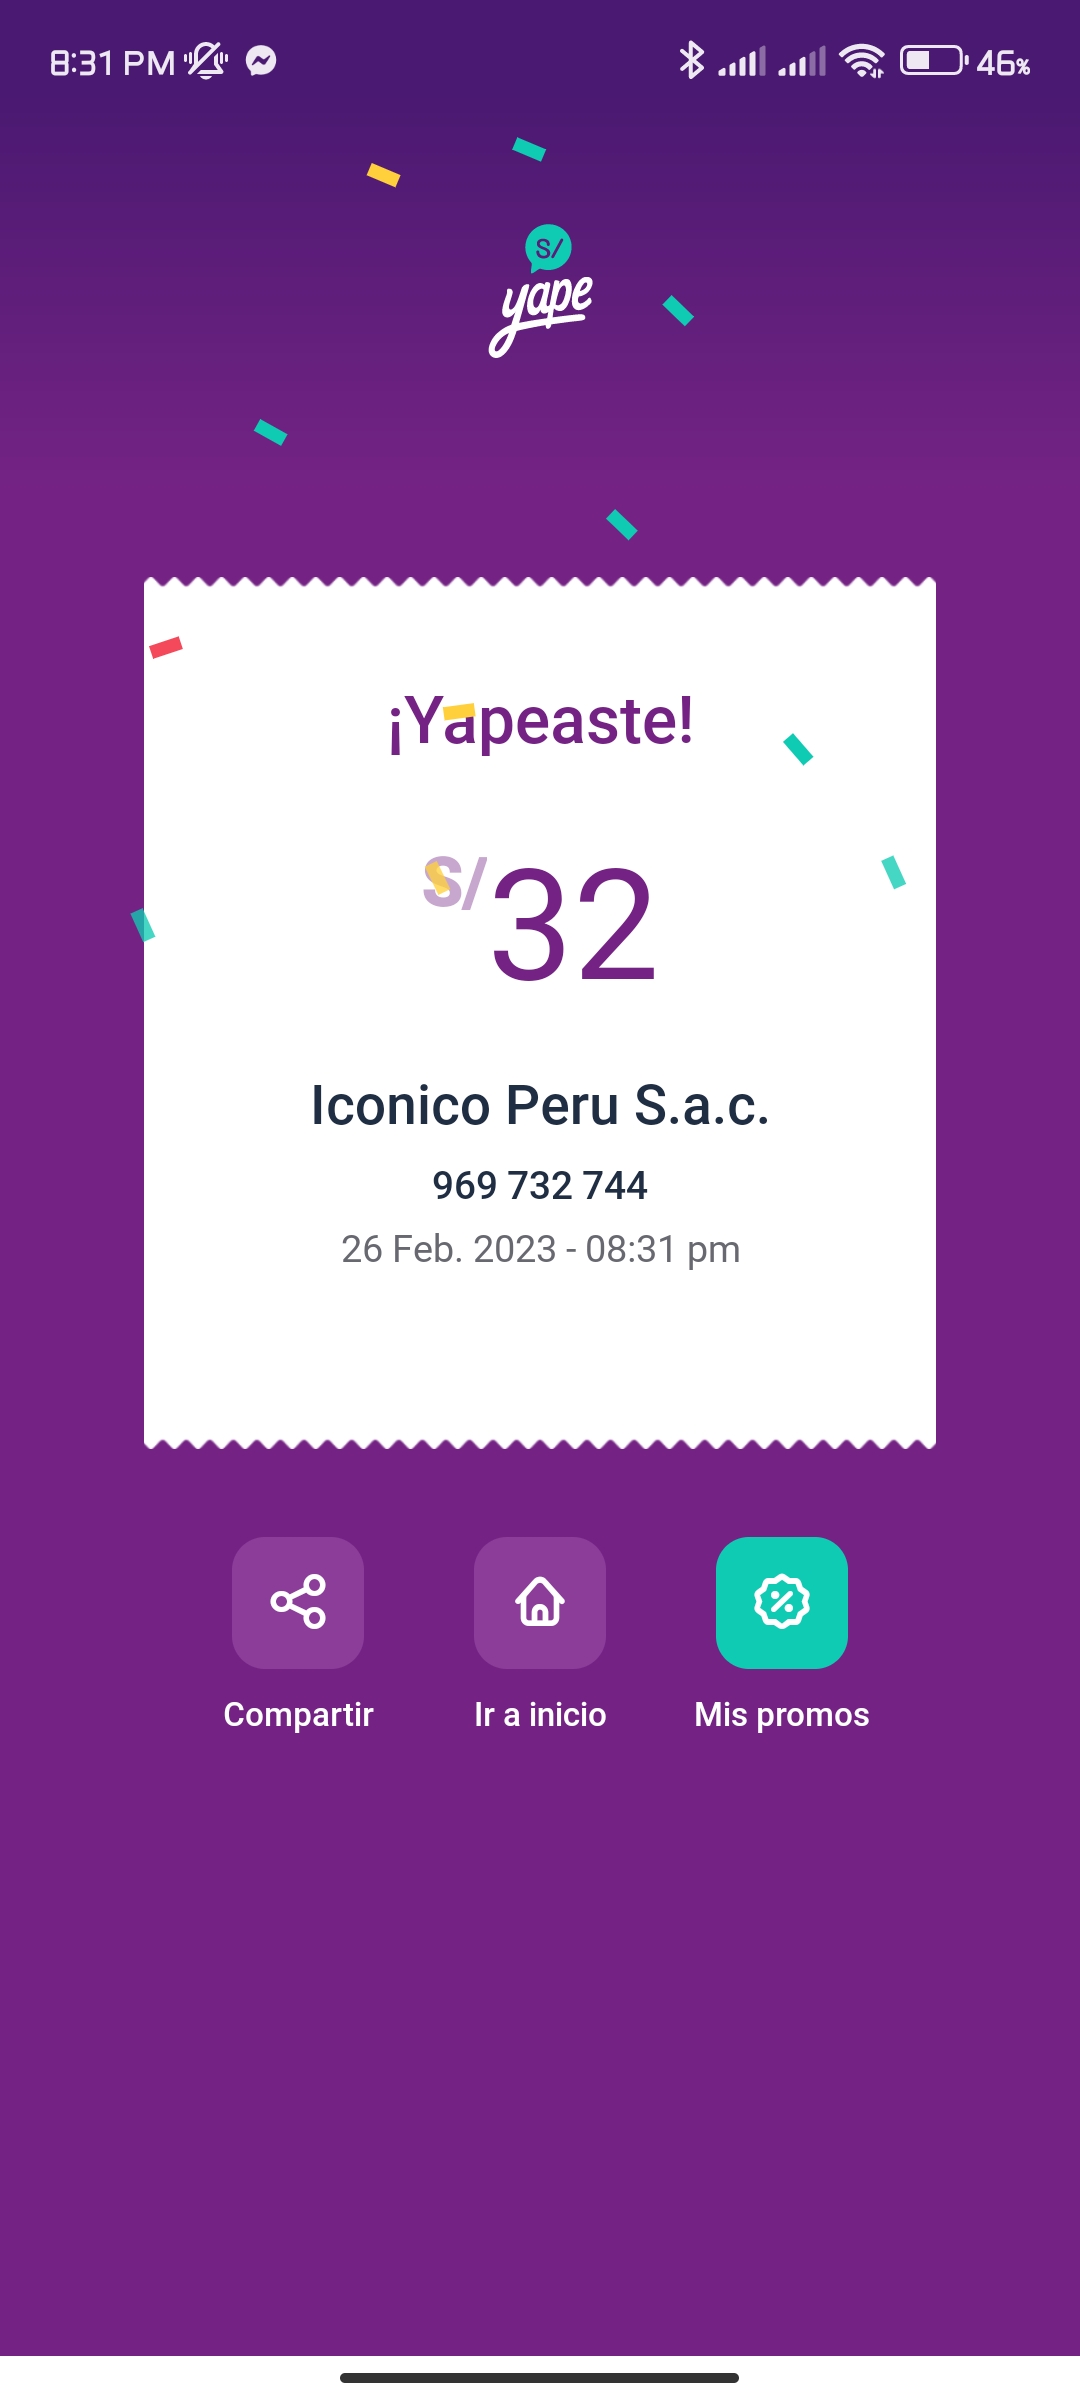 8:31 PM
46%
S/
yape
¡Yapeaste!
S/32
Iconico Peru S.a.c.
969 732 744
26 Feb. 2023 - 08:31 pm
Compartir
Ir a inicio
Mis promos